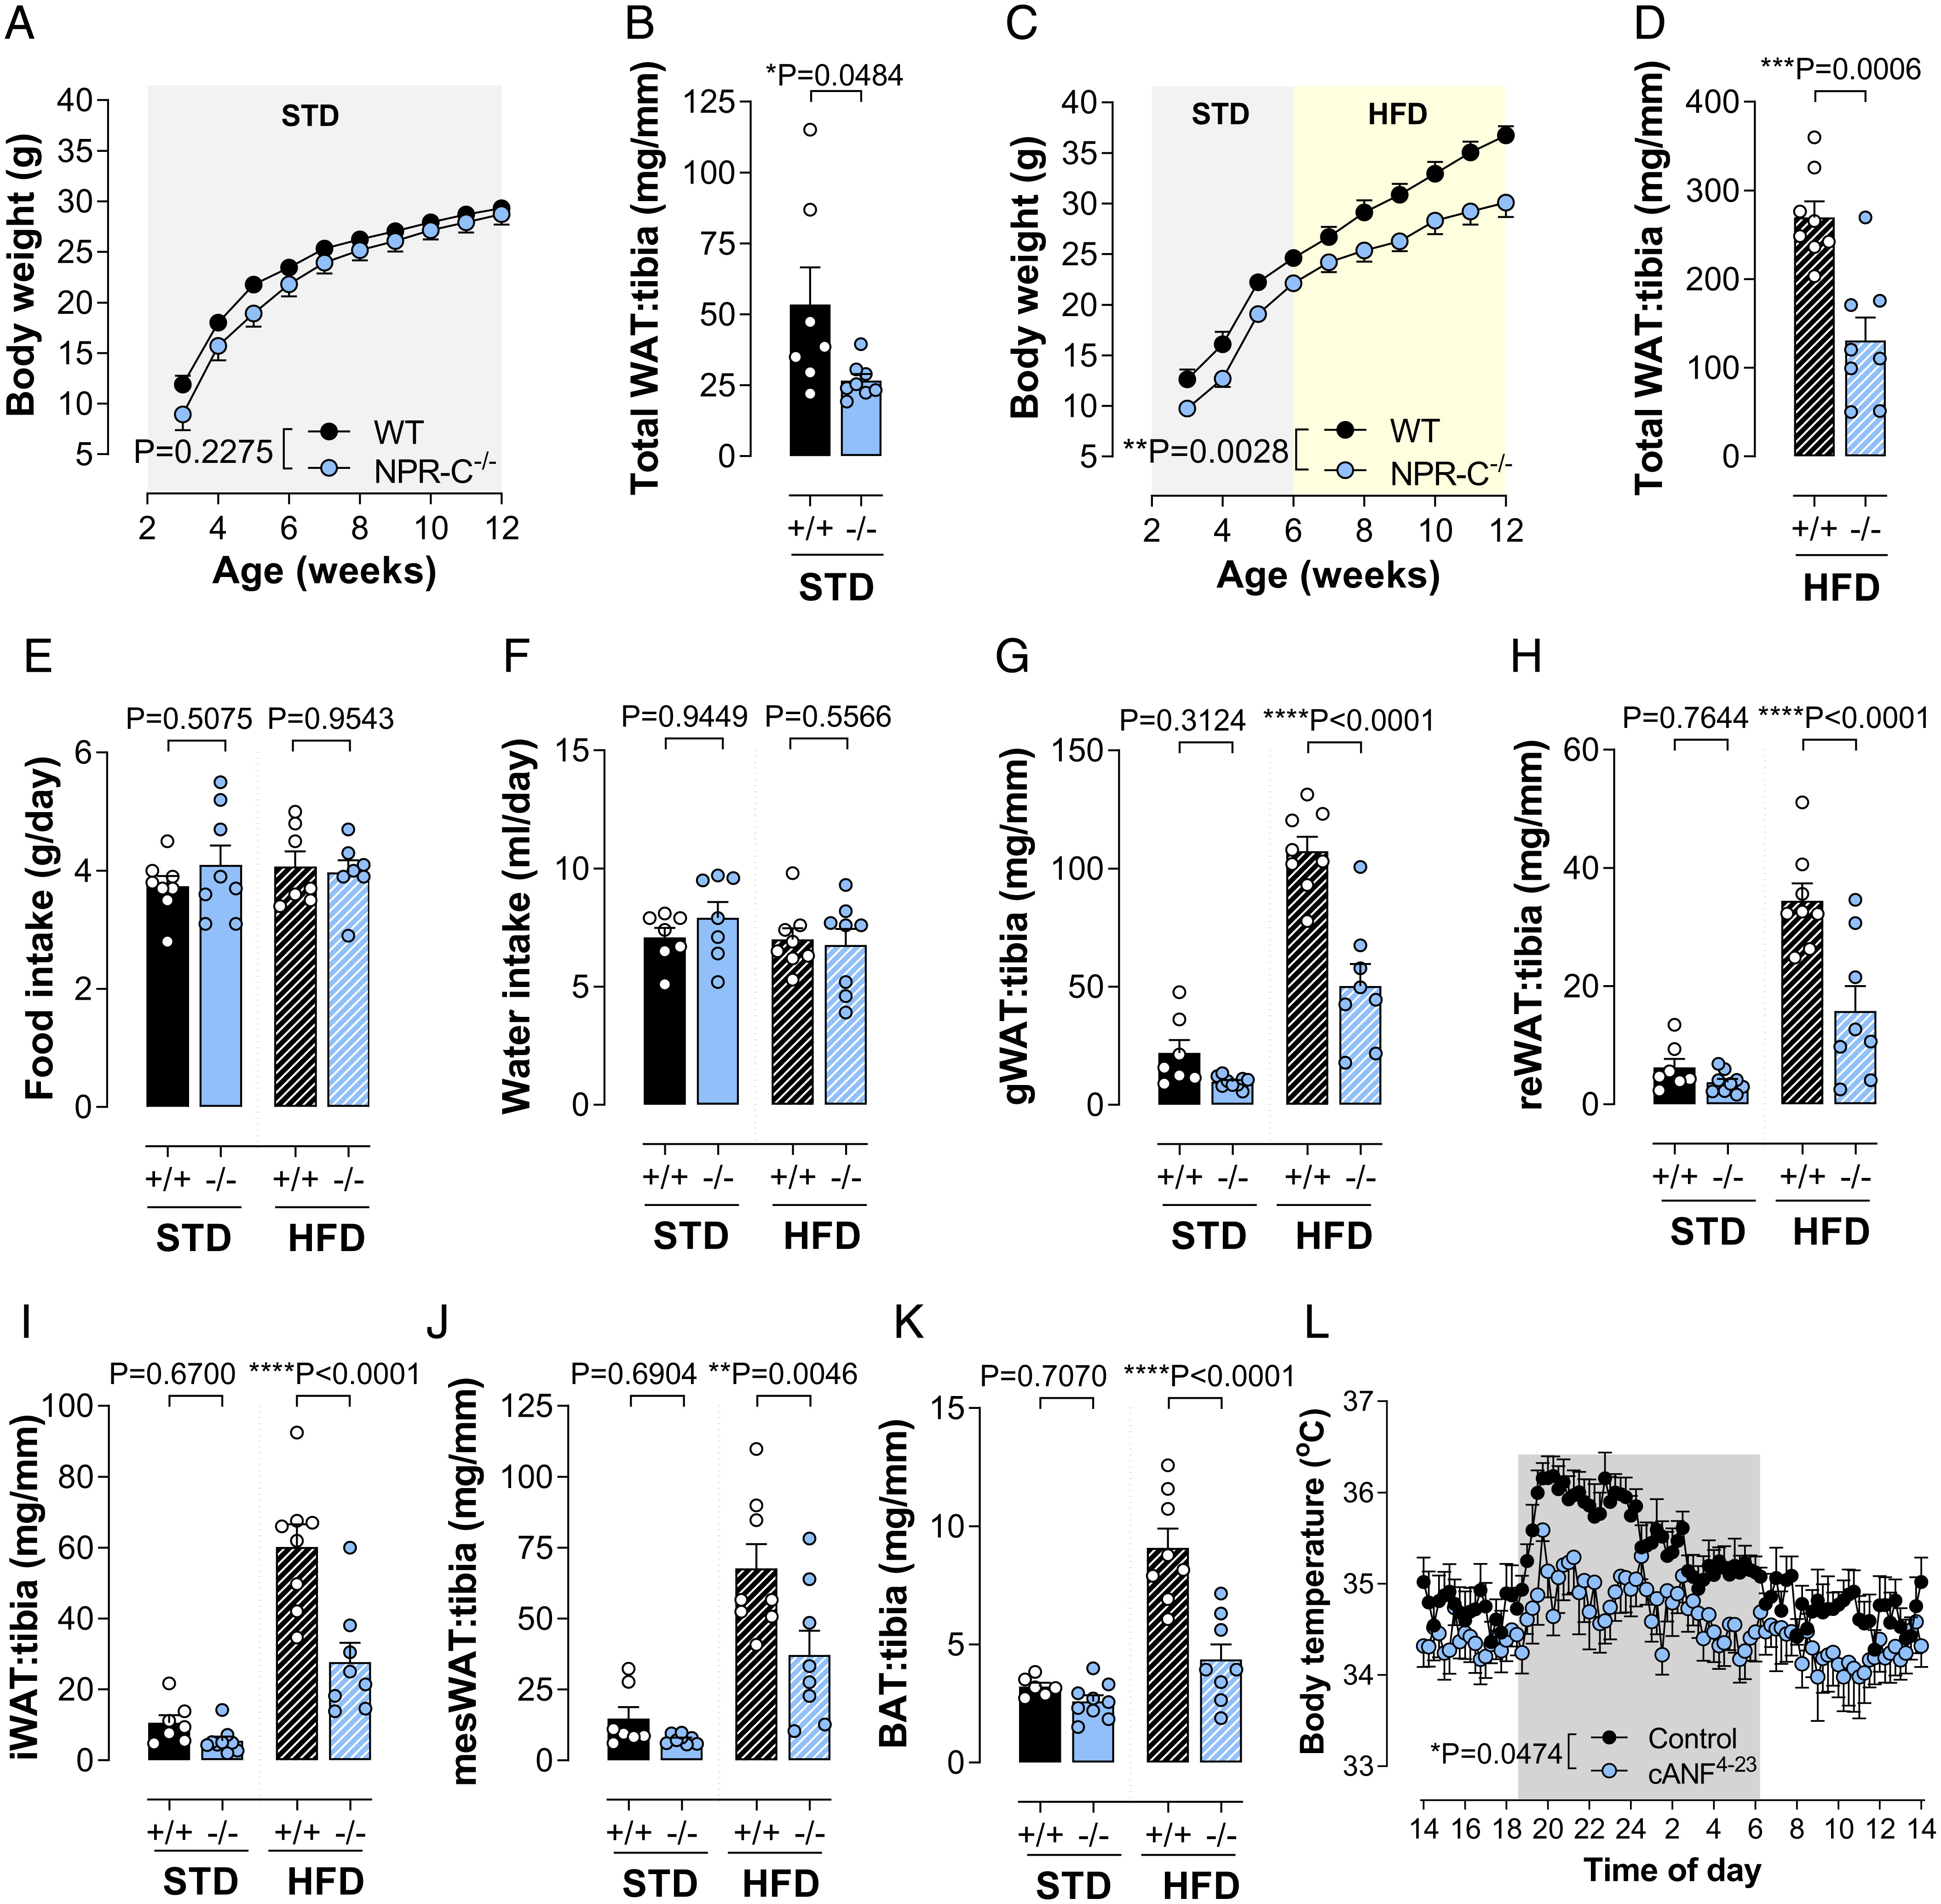 A
STD
40
35
30
25
20
15
10
5
Body weight (g)
P=0.2275
WT
NPR-C-/-
2 4 6 8 10 12
Age (weeks)
B
*P=0.0484
125
100
75
50
25
0
Total WAT:tibia (mg/mm)
+/+ -/-
STD
C
STD HFD
40
35
30
25
20
15
10
5
Body weight (g)
**P=0.0028
WT
NPR-C-/-
2 4 6 8 10 12
Age (weeks)
D
***P=0.0006
400
300
200
100
0
Total WAT:tibia (mg/mm)
+/+ -/-
HFD
E
P=0.5075 P=0.9543
6
4
2
0
Food intake (g/day)
+/+ -/- +/+ -/-
STD HFD
F
P=0.9449 P=0.5566
15
10
5
0
Water intake (ml/day)
+/+ -/- +/+ -/-
STD HFD
G
P=0.3124 ****P<0.0001
150
100
50
0
gWAT:tibia (mg/mm)
+/+ -/- +/+ -/-
STD HFD
H
P=0.7644 ****P<0.0001
60
40
20
0
reWAT:tibia (mg/mm)
+/+ -/- +/+ -/-
STD HFD
I
P=0.6700 ****P<0.0001
100
80
60
40
20
0
iWAT:tibia (mg/mm)
+/+ -/- +/+ -/-
STD HFD
J
P=0.6904 **P=0.0046
125
100
75
50
25
0
mesWAT:tibia (mg/mm)
+/+ -/- +/+ -/-
STD HFD
K
P=0.7070 ****P<0.0001
15
10
5
0
BAT:tibia (mg/mm)
+/+ -/- +/+ -/-
STD HFD
L
37
36
35
34
33
Body temperature (ºC)
*P=0.0474
Control
cANF4-23
14 16 18 20 22 24 2 4 6 8 10 12 14
Time of day